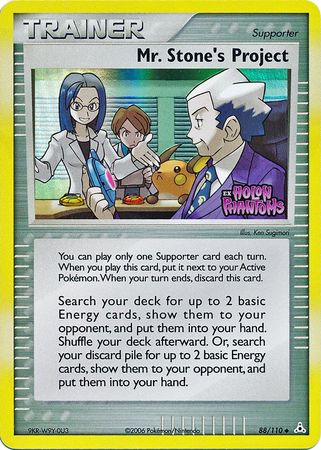 TRAINER
Supporter
Mr. Stone's Project
EX HOLON
PHANTOMS
Illus. Ken Sugimori
You can play only one Supporter card each turn.
When you play this card, put it next to your Active
Pokémon. When your turn ends, discard this card.
Search your deck for up to 2 basic
Energy cards, show them to your
opponent, and put them into your hand.
Shuffle your deck afterward. Or, search
your discard pile for up to 2 basic Energy
cards, show them to your opponent, and
put them into your hand.
9KR-W9Y-0U3
©2006 Pokémon/Nintendo
88/110 ◆